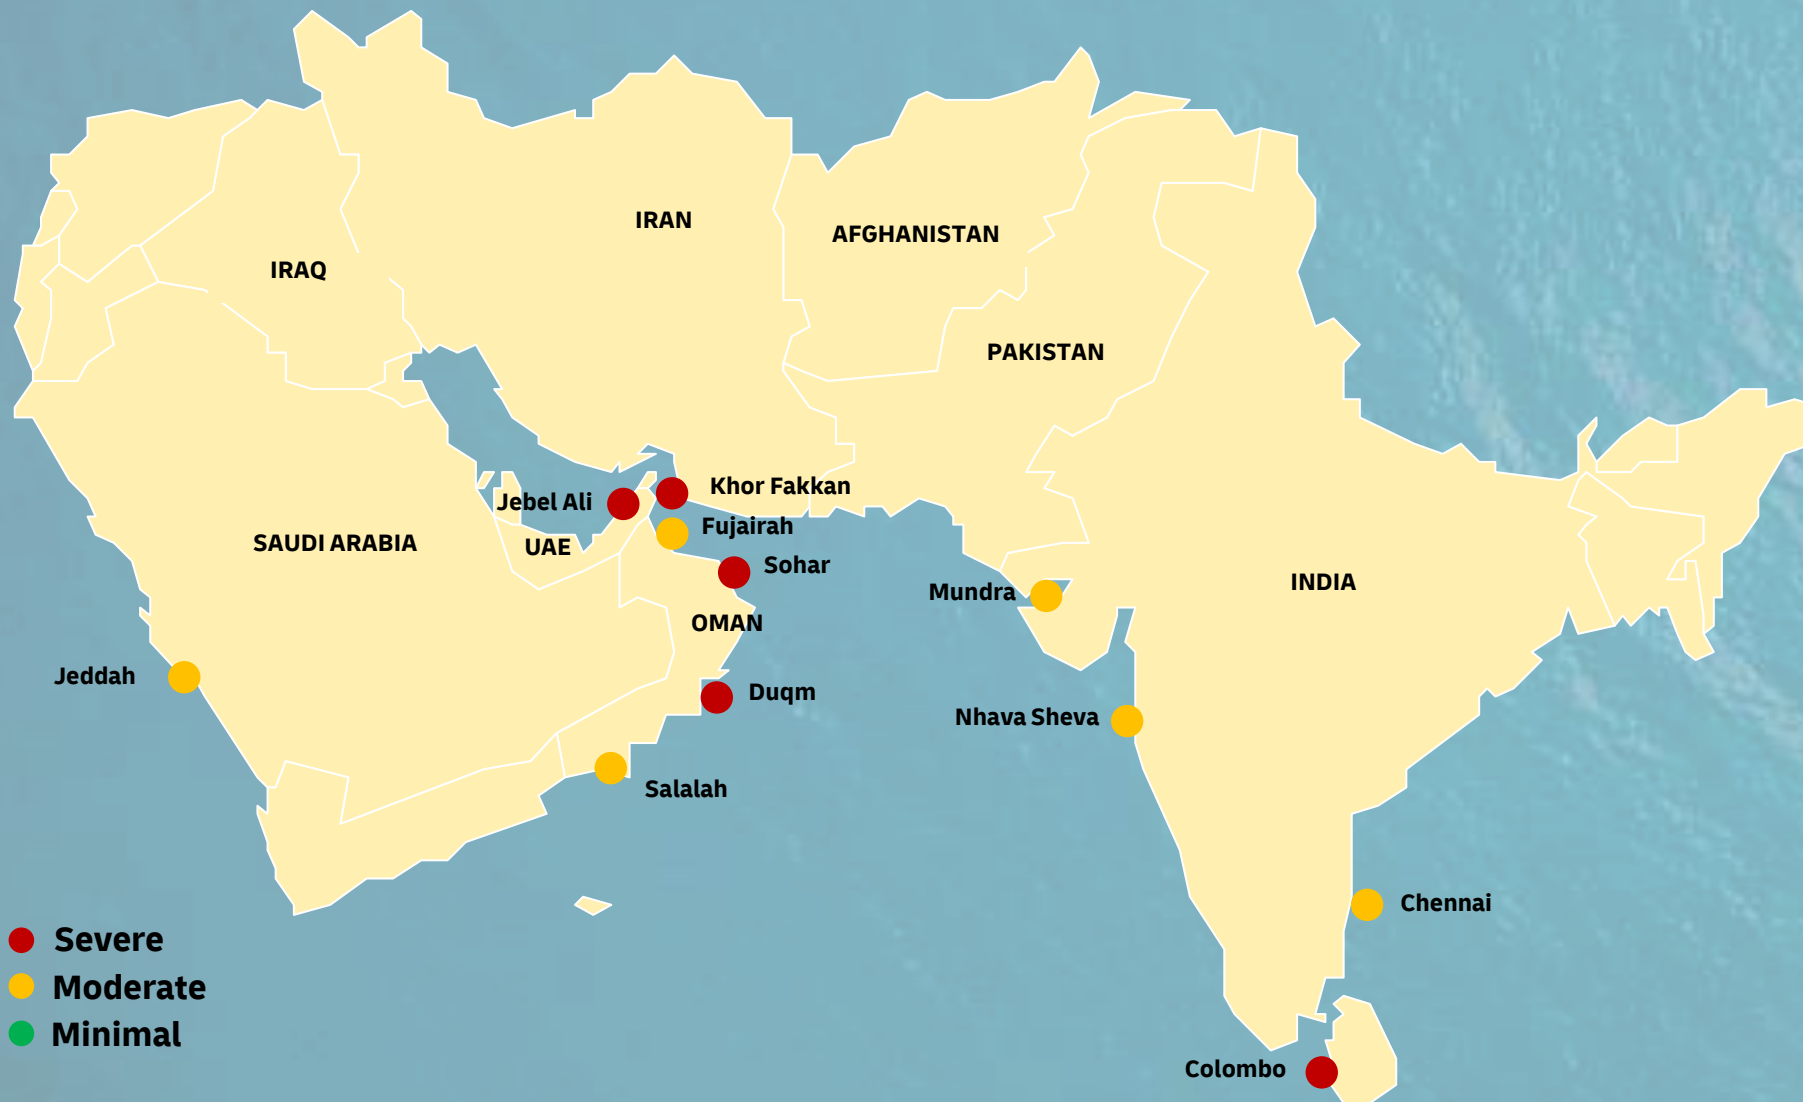 IRAN
AFGHANISTAN
IRAQ
PAKISTAN
Khor Fakkan
Jebel Ali
Fujairah
SAUDI ARABIA
UAE
Sohar
INDIA
Mundra
OMAN
Jeddah
Duqm
Nhava Sheva
Salalah
Chennai
Severe
Moderate
Minimal
Colombo